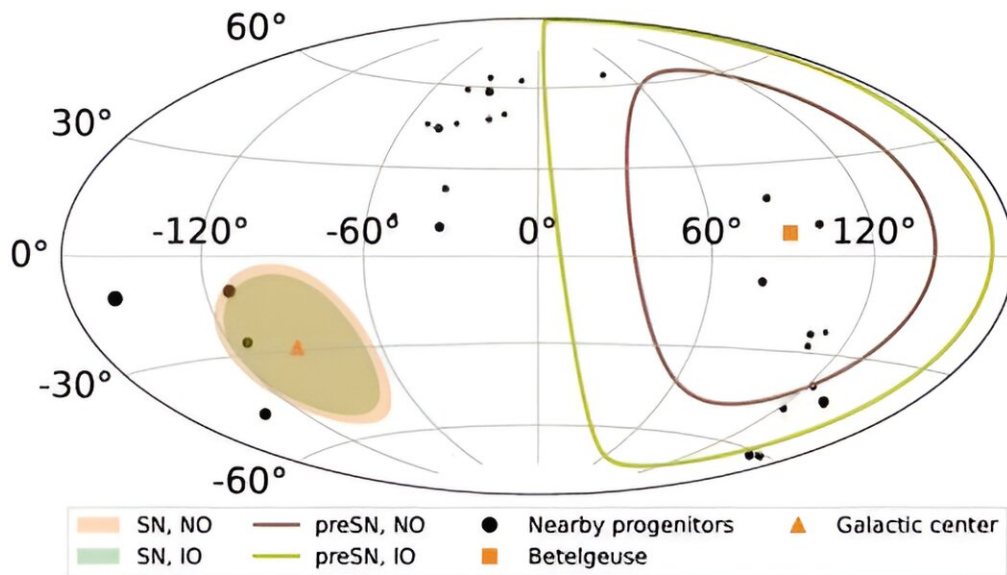 60°
30°
-120° -60° 0° 60° 120°
0°
-30°
-60°
SN, NO preSN, NO Nearby progenitors Galactic center
SN, IO preSN, IO Betelgeuse